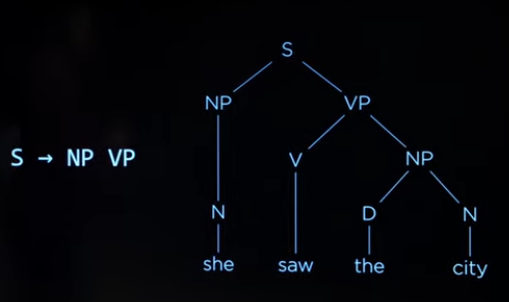 S
NP VP
S → NP VP
V NP
N D N
she saw the city